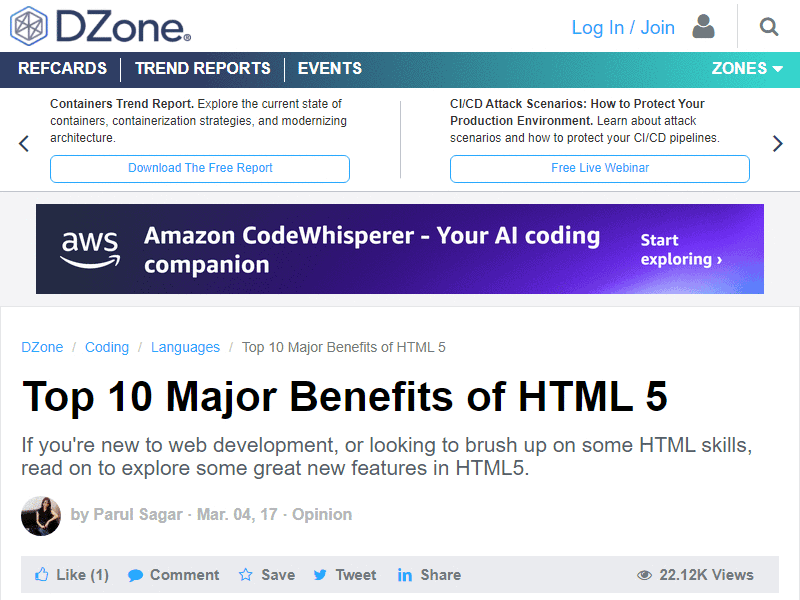 DZone®
Log In / Join
REFCARDS
TREND REPORTS
EVENTS
ZONES
Containers Trend Report. Explore the current state of
containers, containerization strategies, and modernizing
architecture.
Download The Free Report
CI/CD Attack Scenarios: How to Protect Your
Production Environment. Learn about attack
scenarios and how to protect your CI/CD pipelines.
Free Live Webinar
aws
Amazon CodeWhisperer - Your AI coding
companion
Start
exploring ›
DZone / Coding / Languages / Top 10 Major Benefits of HTML 5
Top 10 Major Benefits of HTML 5
If you're new to web development, or looking to brush up on some HTML skills,
read on to explore some great new features in HTML5.
by Parul Sagar · Mar. 04, 17 · Opinion
Like (1) Comment Save Tweet in Share 22.12K Views